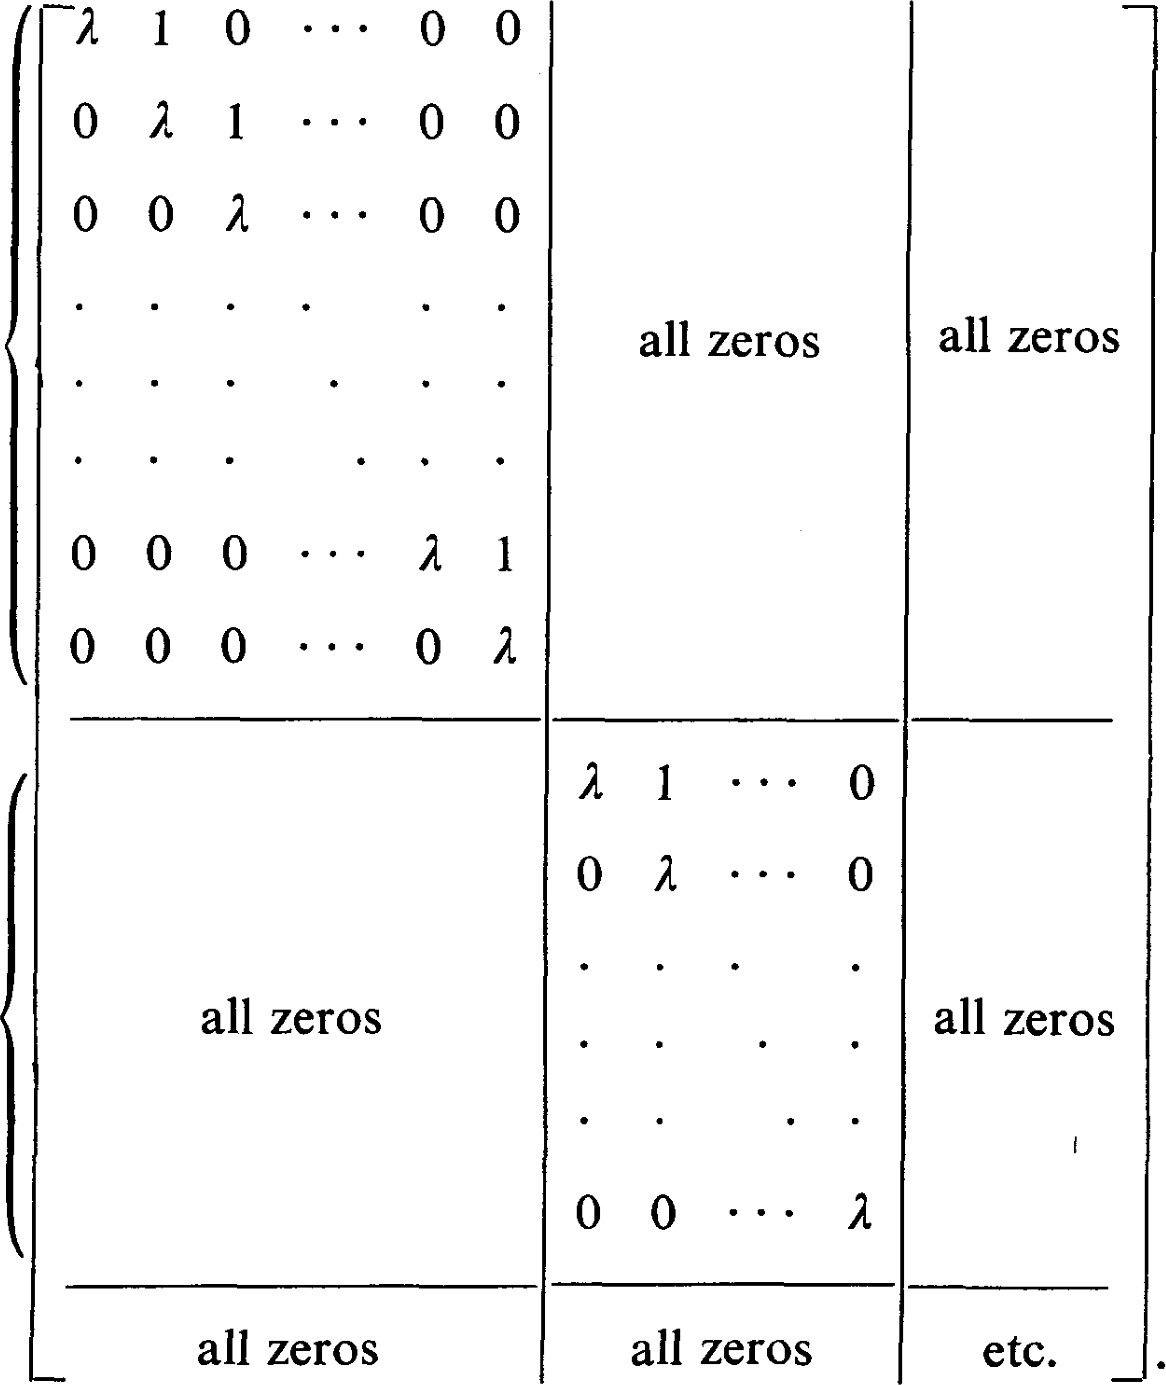 λ 1 0 ··· 0 0
0 λ 1 ··· 0 0
0 0 λ ··· 0 0
. . . . . .
. . . . . .
all zeros all zeros
. . . . . .
0 0 0 ··· λ 1
0 0 0 ··· 0 λ
λ 1 ··· 0
0 λ ··· 0
. . . .
all zeros all zeros
. . . .
. . . .
0 0 ··· λ
all zeros all zeros etc.
.